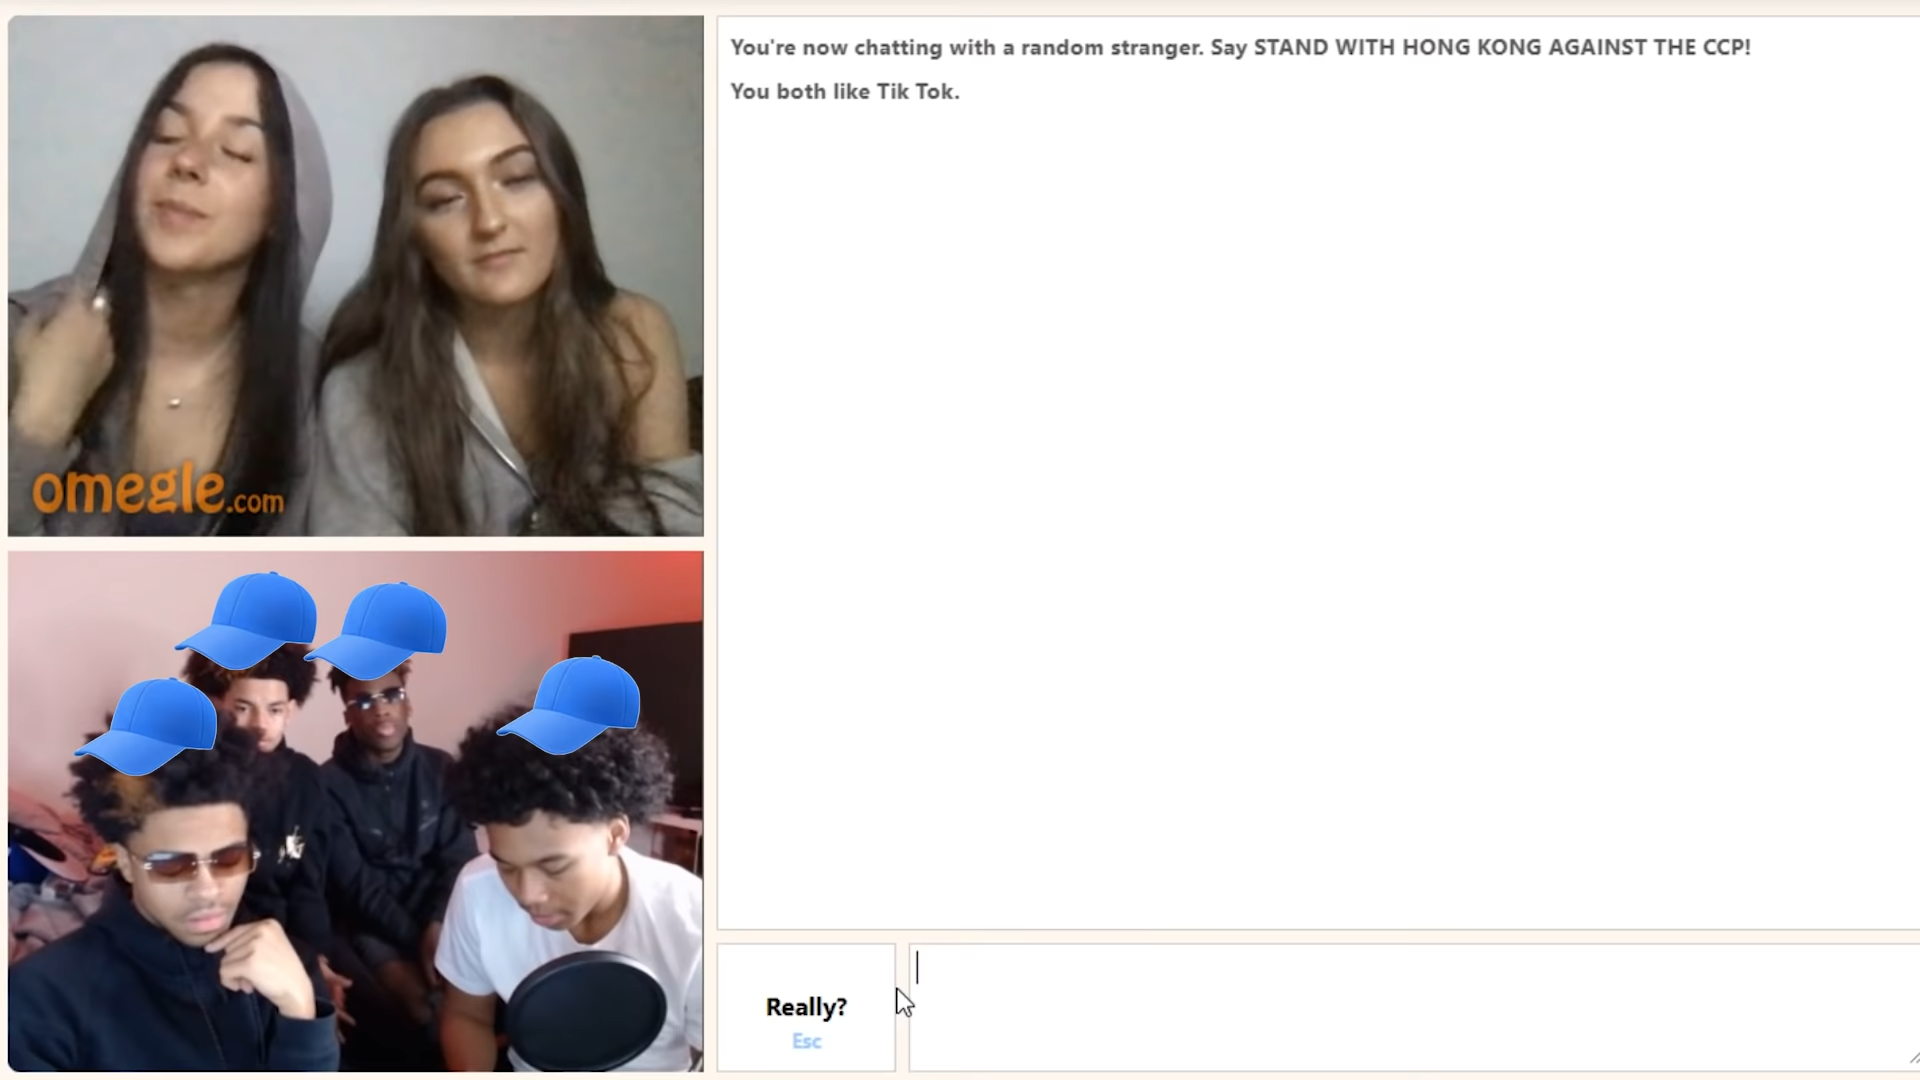 You're now chatting with a random stranger. Say STAND WITH HONG KONG AGAINST THE CCP!
You both like Tik Tok.
omegle.com
Really?
Esc